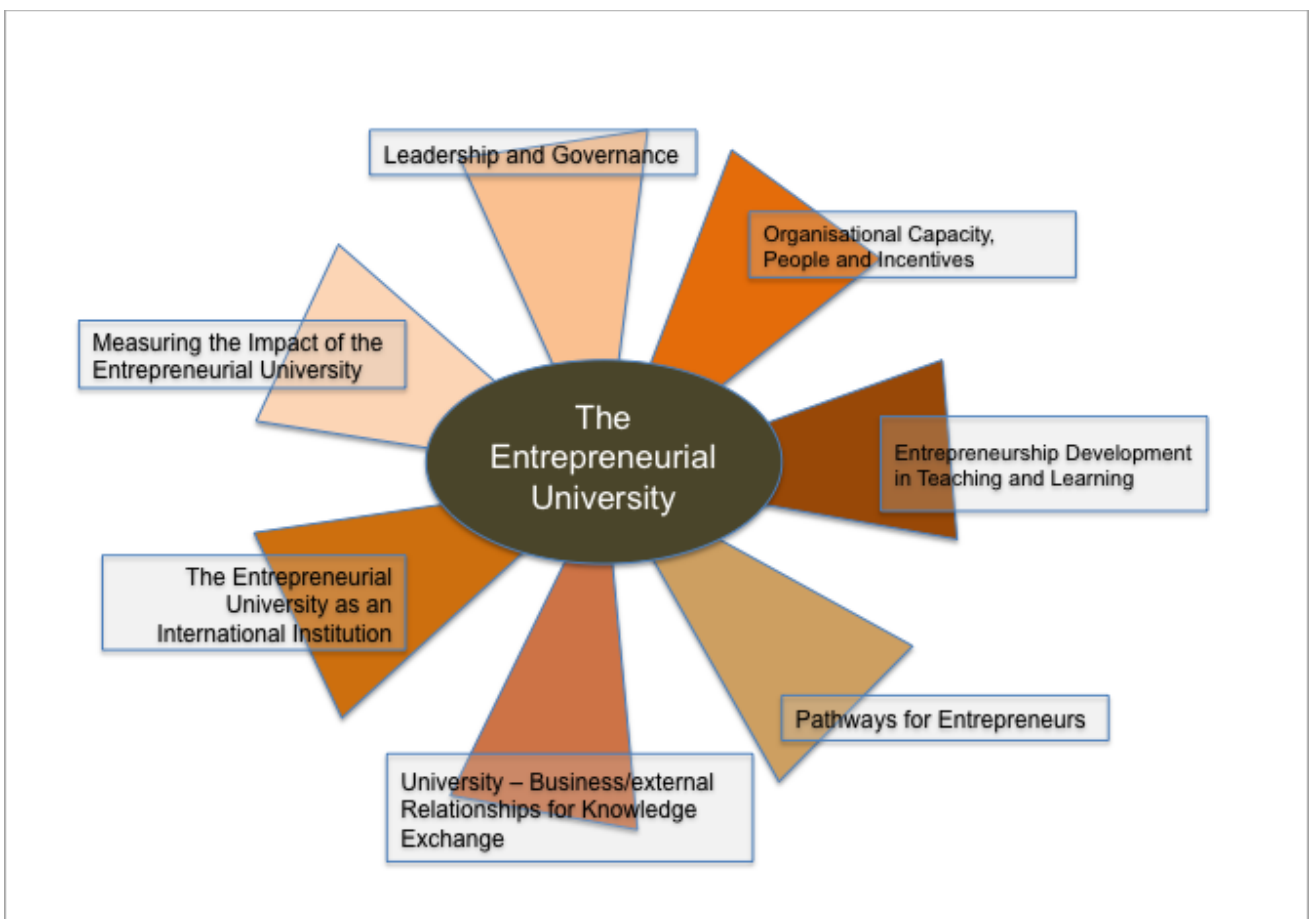 Leadership and Governance
Organisational Capacity,
People and Incentives
Measuring the Impact of the
Entrepreneurial University
The
Entrepreneurial
University
Entrepreneurship Development
in Teaching and Learning
The Entrepreneurial
University as an
International Institution
Pathways for Entrepreneurs
University – Business/external
Relationships for Knowledge
Exchange